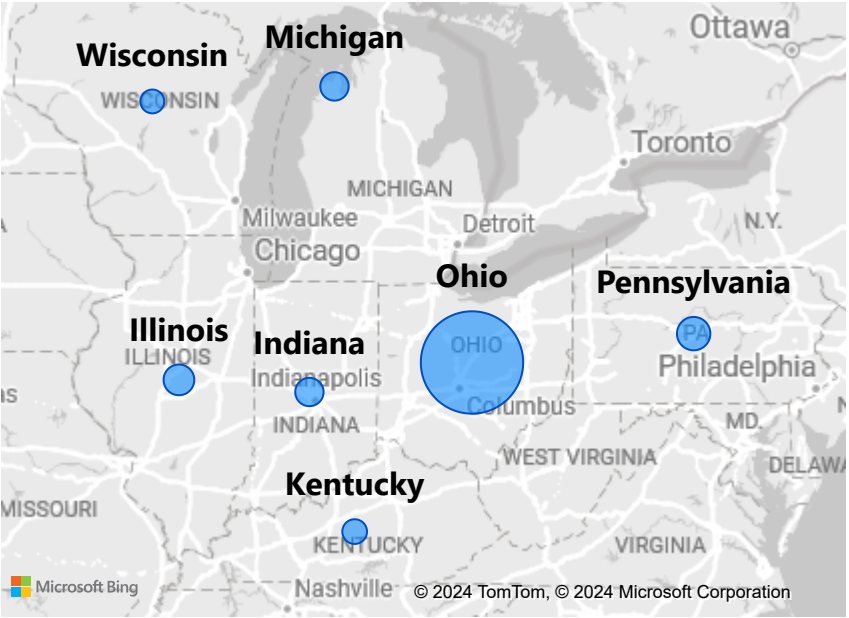 Ottawa
Michigan
Wisconsin
WISCONSIN
Toronto
MICHIGAN
Milwaukee
Detroit
N.Y.
Chicago
Ohio
Pennsylvania
Illinois
Indiana
OHIO
PA
ILLINOIS
Philadelphia
Indianapolis
Columbus
INDIANA
MD.
WEST VIRGINIA
DELAWA
Kentucky
MISSOURI
KENTUCKY
VIRGINIA
Microsoft Bing
Nashville
© 2024 TomTom, © 2024 Microsoft Corporation